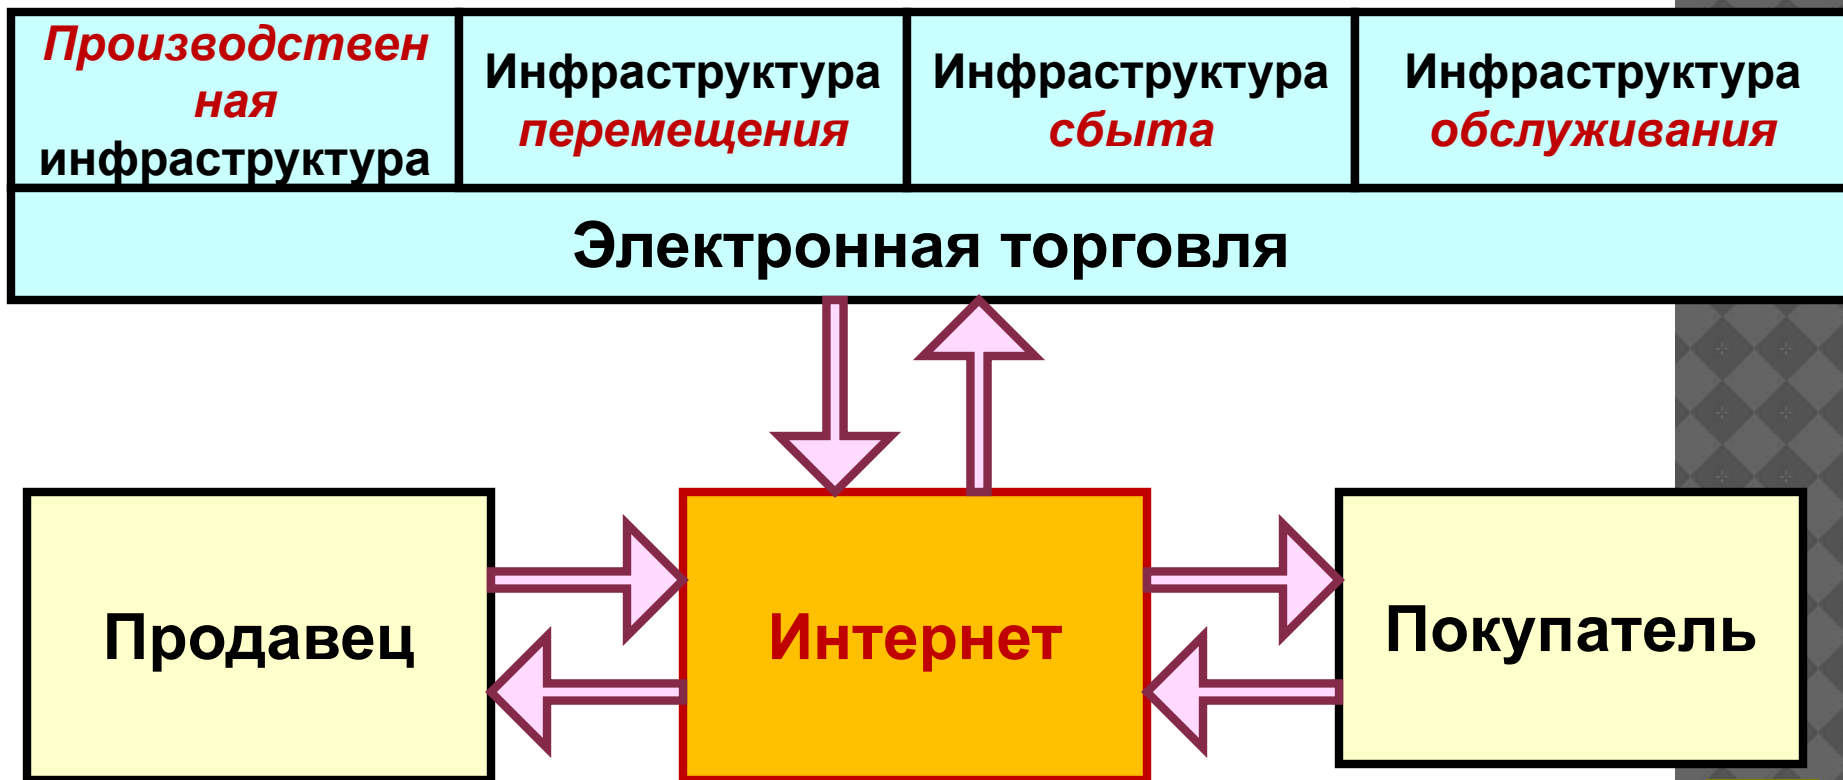 Производствен
ная
инфраструктура
Инфраструктура
перемещения
Инфраструктура
сбыта
Инфраструктура
обслуживания
Электронная торговля
Продавец
Интернет
Покупатель